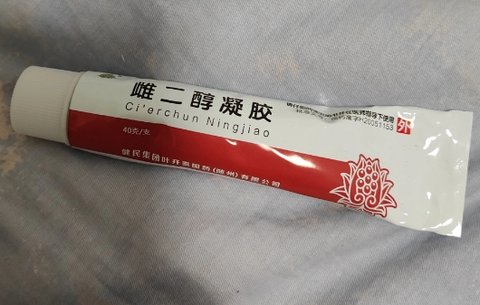 雌二醇凝胶
Ci'erchun Ningjiao
40克/支
健民集团叶开泰国药(随州)有限公司
外